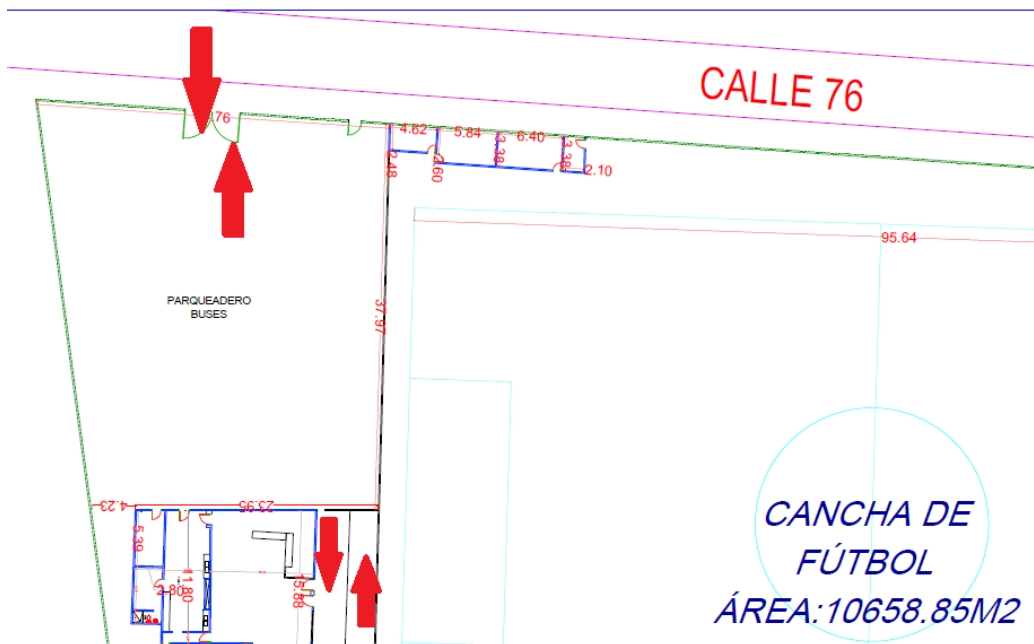 CALLE 76
76
4.62
5.84
6.40
2.48
2.60
3.38
3.38
2.10
95.64
PARQUEADERO
BUSES
37.97
4.23
23.95
5.39
11.80
2.80
15.88
CANCHA DE
FÚTBOL
ÁREA:10658.85M2